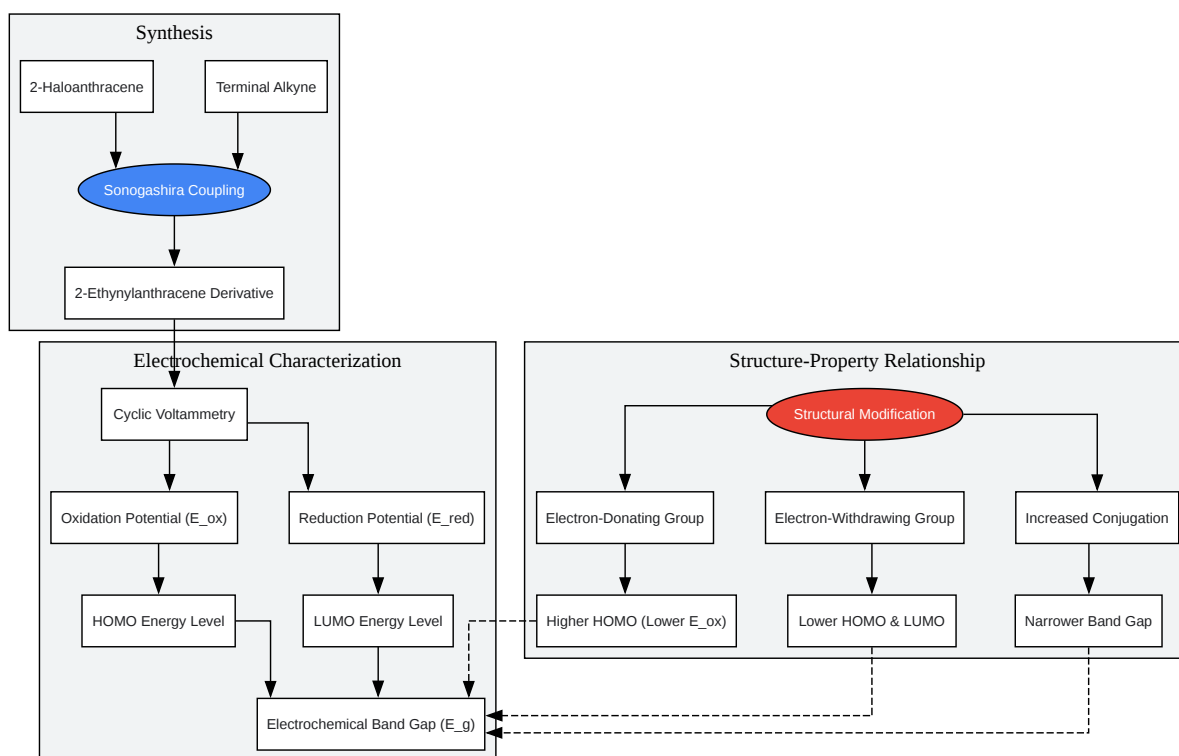 Synthesis
2-Haloanthracene
Terminal Alkyne
Sonogashira Coupling
2-Ethynylanthracene Derivative
Electrochemical Characterization
Cyclic Voltammetry
Oxidation Potential (E_ox)
Reduction Potential (E_red)
HOMO Energy Level
LUMO Energy Level
Electrochemical Band Gap (E_g)
Structure-Property Relationship
Structural Modification
Electron-Donating Group
Electron-Withdrawing Group
Increased Conjugation
Higher HOMO (Lower E_ox)
Lower HOMO & LUMO
Narrower Band Gap